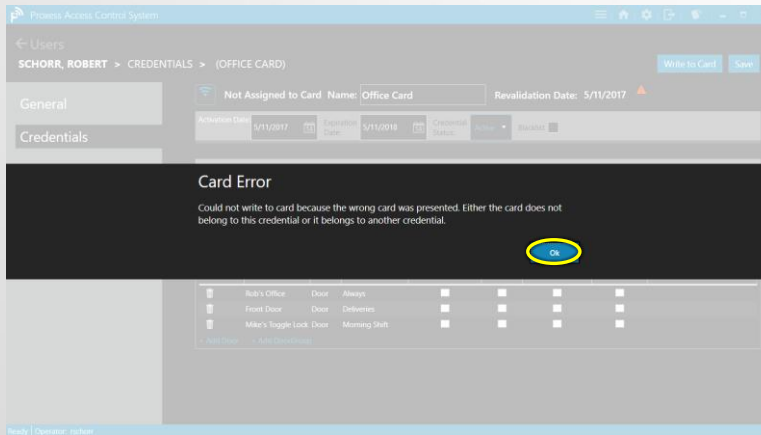 Proxess Access Control System
Users
SCHORR, ROBERT > CREDENTIALS > (OFFICE CARD)
Write to Card Save
General
Credentials
Not Assigned to Card Name: Office Card Revalidation Date: 5/11/2017
Activation Date: 5/11/2017 Expiration Date: 5/11/2018 Credential Status: Active Blacklist
Card Error
Could not write to card because the wrong card was presented. Either the card does not
belong to this credential or it belongs to another credential.
Ok
Rob's Office Door Always
Front Door Door Deliveries
Mike's Toggle Lock Door Morning Shift
+ Add Door + Add
Ready | Operator: rschorr